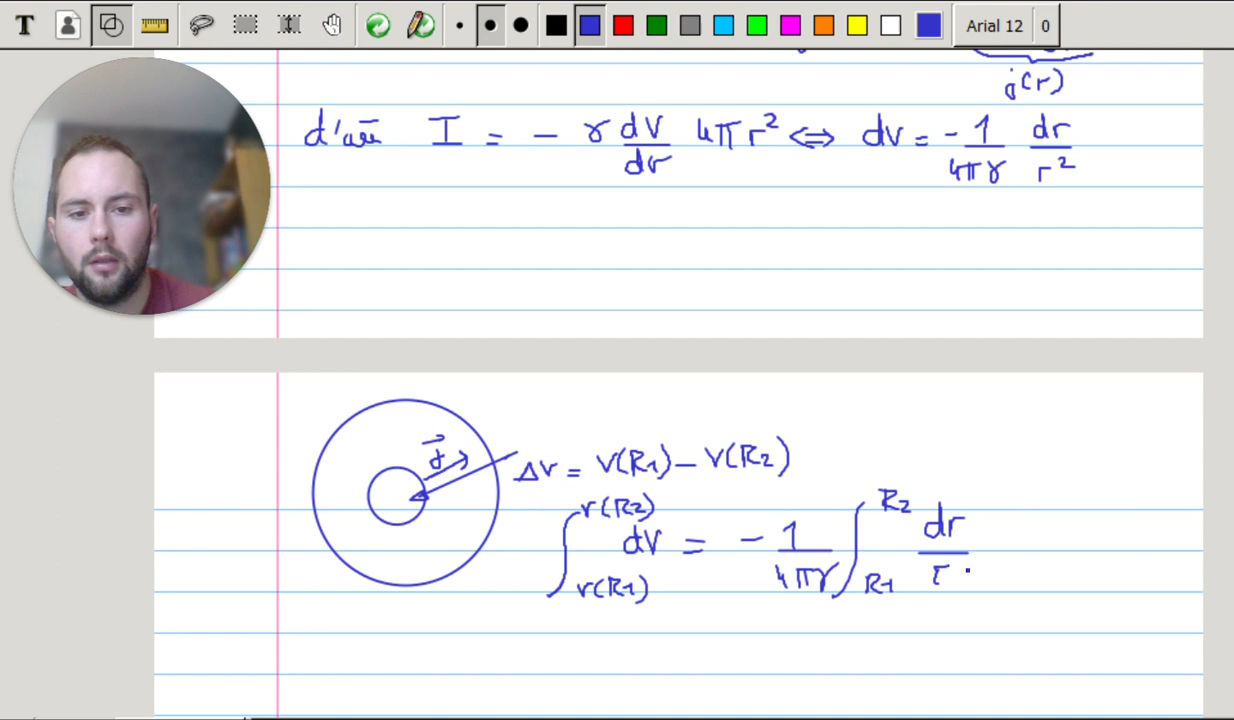 T Arial 12 0
j(r)
d'où I = - γ dV/dr 4πr² ⇔ dV = -1/4πγ dr/r²
j⃗
ΔV = V(R1) - V(R2)
∫_{V(R1)}^{V(R2)} dV = - 1/4πγ ∫_{R1}^{R2} dr/r